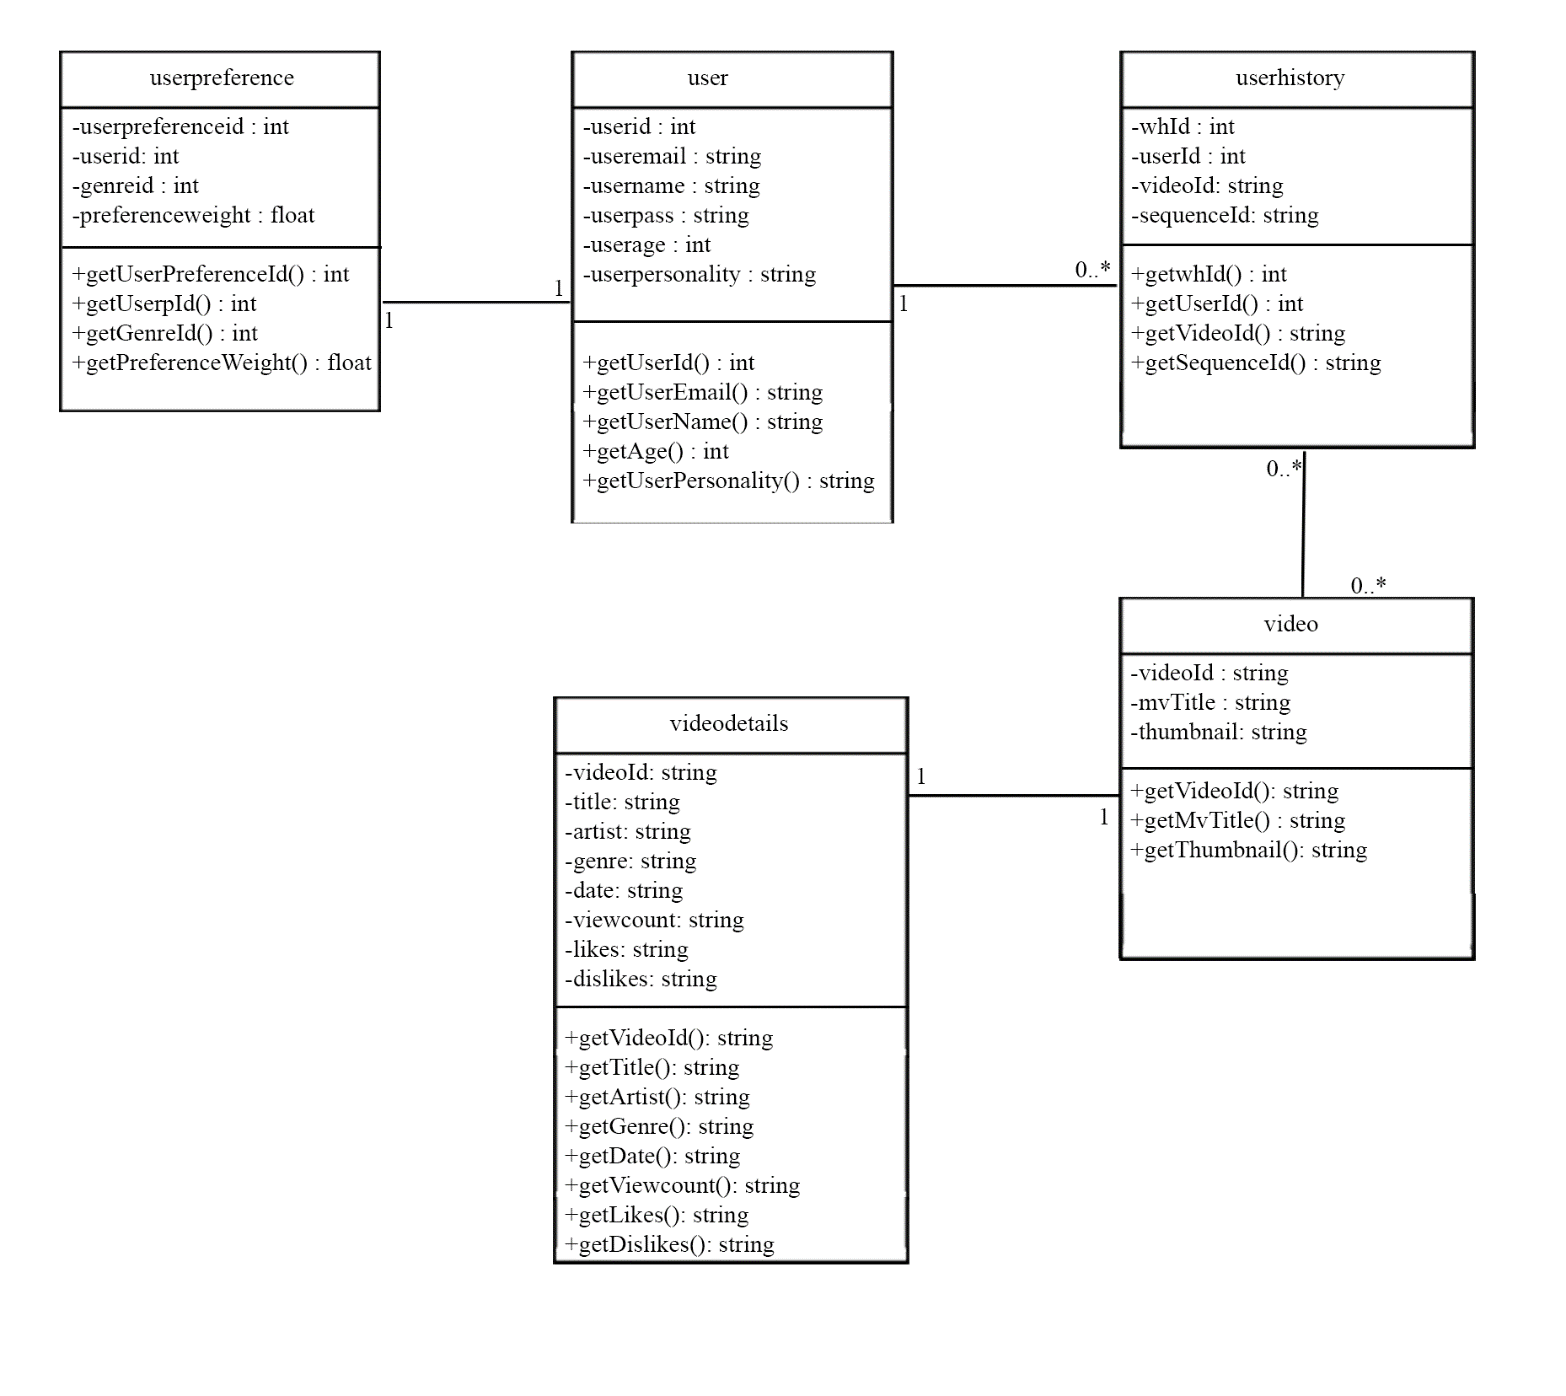 userpreference
-userpreferenceid : int
-userid: int
-genreid : int
-preferenceweight : float
+getUserPreferenceId() : int
+getUserpId() : int
+getGenreId() : int
+getPreferenceWeight() : float
1
1
user
-userid : int
-useremail : string
-username : string
-userpass : string
-userage : int
-userpersonality : string
+getUserId() : int
+getUserEmail() : string
+getUserName() : string
+getAge() : int
+getUserPersonality() : string
1
0..*
userhistory
-whId : int
-userId : int
-videoId: string
-sequenceId: string
+getwhId() : int
+getUserId() : int
+getVideoId() : string
+getSequenceId() : string
0..*
0..*
video
-videoId : string
-mvTitle : string
-thumbnail: string
+getVideoId(): string
+getMvTitle() : string
+getThumbnail(): string
1
1
videodetails
-videoId: string
-title: string
-artist: string
-genre: string
-date: string
-viewcount: string
-likes: string
-dislikes: string
+getVideoId(): string
+getTitle(): string
+getArtist(): string
+getGenre(): string
+getDate(): string
+getViewcount(): string
+getLikes(): string
+getDislikes(): string